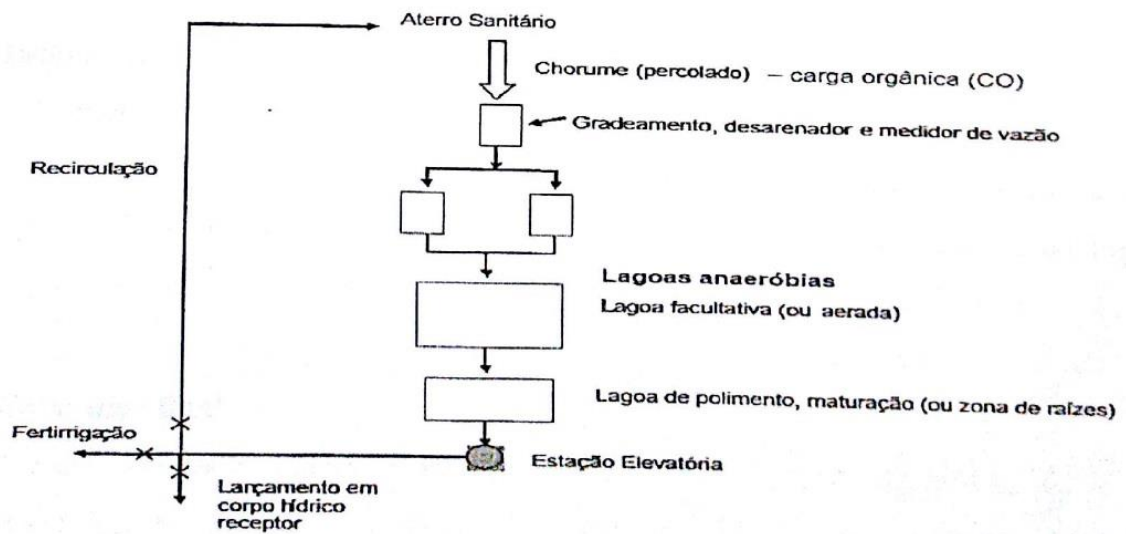 Aterro Sanitário
Chorume (percolado) – carga orgânica (CO)
Gradeamento, desarenador e medidor de vazão
Recirculação
Lagoas anaeróbias
Lagoa facultativa (ou aerada)
Lagoa de polimento, maturação (ou zona de raízes)
Fertirrigação
Estação Elevatória
Lançamento em
corpo hídrico
receptor